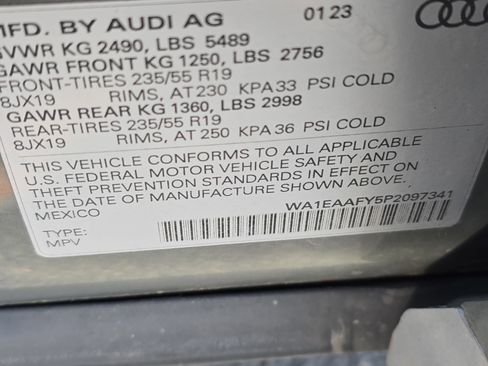 MFD. BY AUDI AG 01 23
GVWR KG 2490, LBS 5489
GAWR FRONT KG 1250, LBS 2756
FRONT-TIRES 235/55 R19
8JX19 RIMS, AT 230 KPA 33 PSI COLD
GAWR REAR KG 1360, LBS 2998
REAR-TIRES 235/55 R19
8JX19 RIMS, AT 250 KPA 36 PSI COLD
THIS VEHICLE CONFORMS TO ALL APPLICABLE
U.S. FEDERAL MOTOR VEHICLE SAFETY AND
THEFT PREVENTION STANDARDS IN EFFECT ON
THE DATE OF MANUFACTURE SHOWN ABOVE.
MEXICO
WA1EAAFY5P2097341
TYPE:
MPV